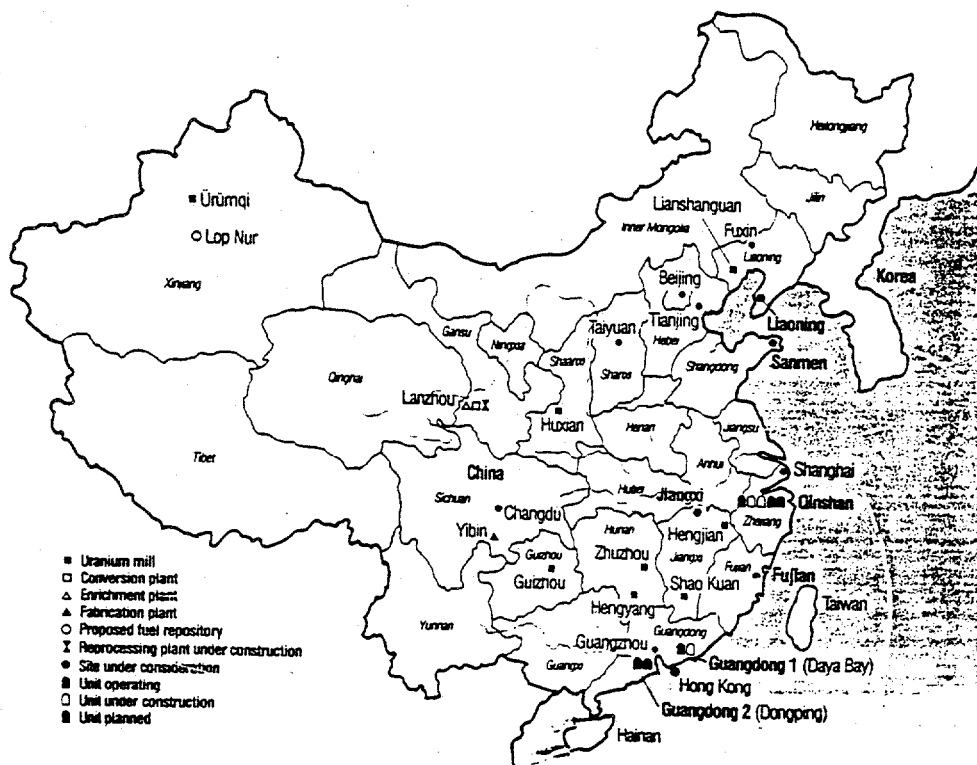 Heilongjiang
Jilin
Ürümqi
Lianshanguan
Inner Mongolia
Fuxin
Lop Nur
Liaoning
Korea
Beijing
Xinxang
Tianjing
Liaoning
Gansu
Ningxia
Taiyuan
Hebei
Sanmen
Shaanxi
Shanxi
Shangdong
Qinghai
Lanzhou
Huxian
Henan
Jiangsu
Tibet
China
Anhui
Shanghai
Sichuan
Hubei
Jiangxi
Qinshan
Changdu
Hengjian
Zhejiang
Yibin
Hunan
Guizhou
Zhuzhou
Jiangxi
Fujian
Guizhou
Shao Kuan
Fujian
Taiwan
Hengyang
Yunnan
Guangzhou
Guangdong
Guangxi
Guangdong 1 (Daya Bay)
Hong Kong
Guangdong 2 (Dongping)
Hainan
Uranium mill
Conversion plant
Enrichment plant
Fabrication plant
Proposed fuel repository
Reprocessing plant under construction
Site under consideration
Unit operating
Unit under construction
Unit planned